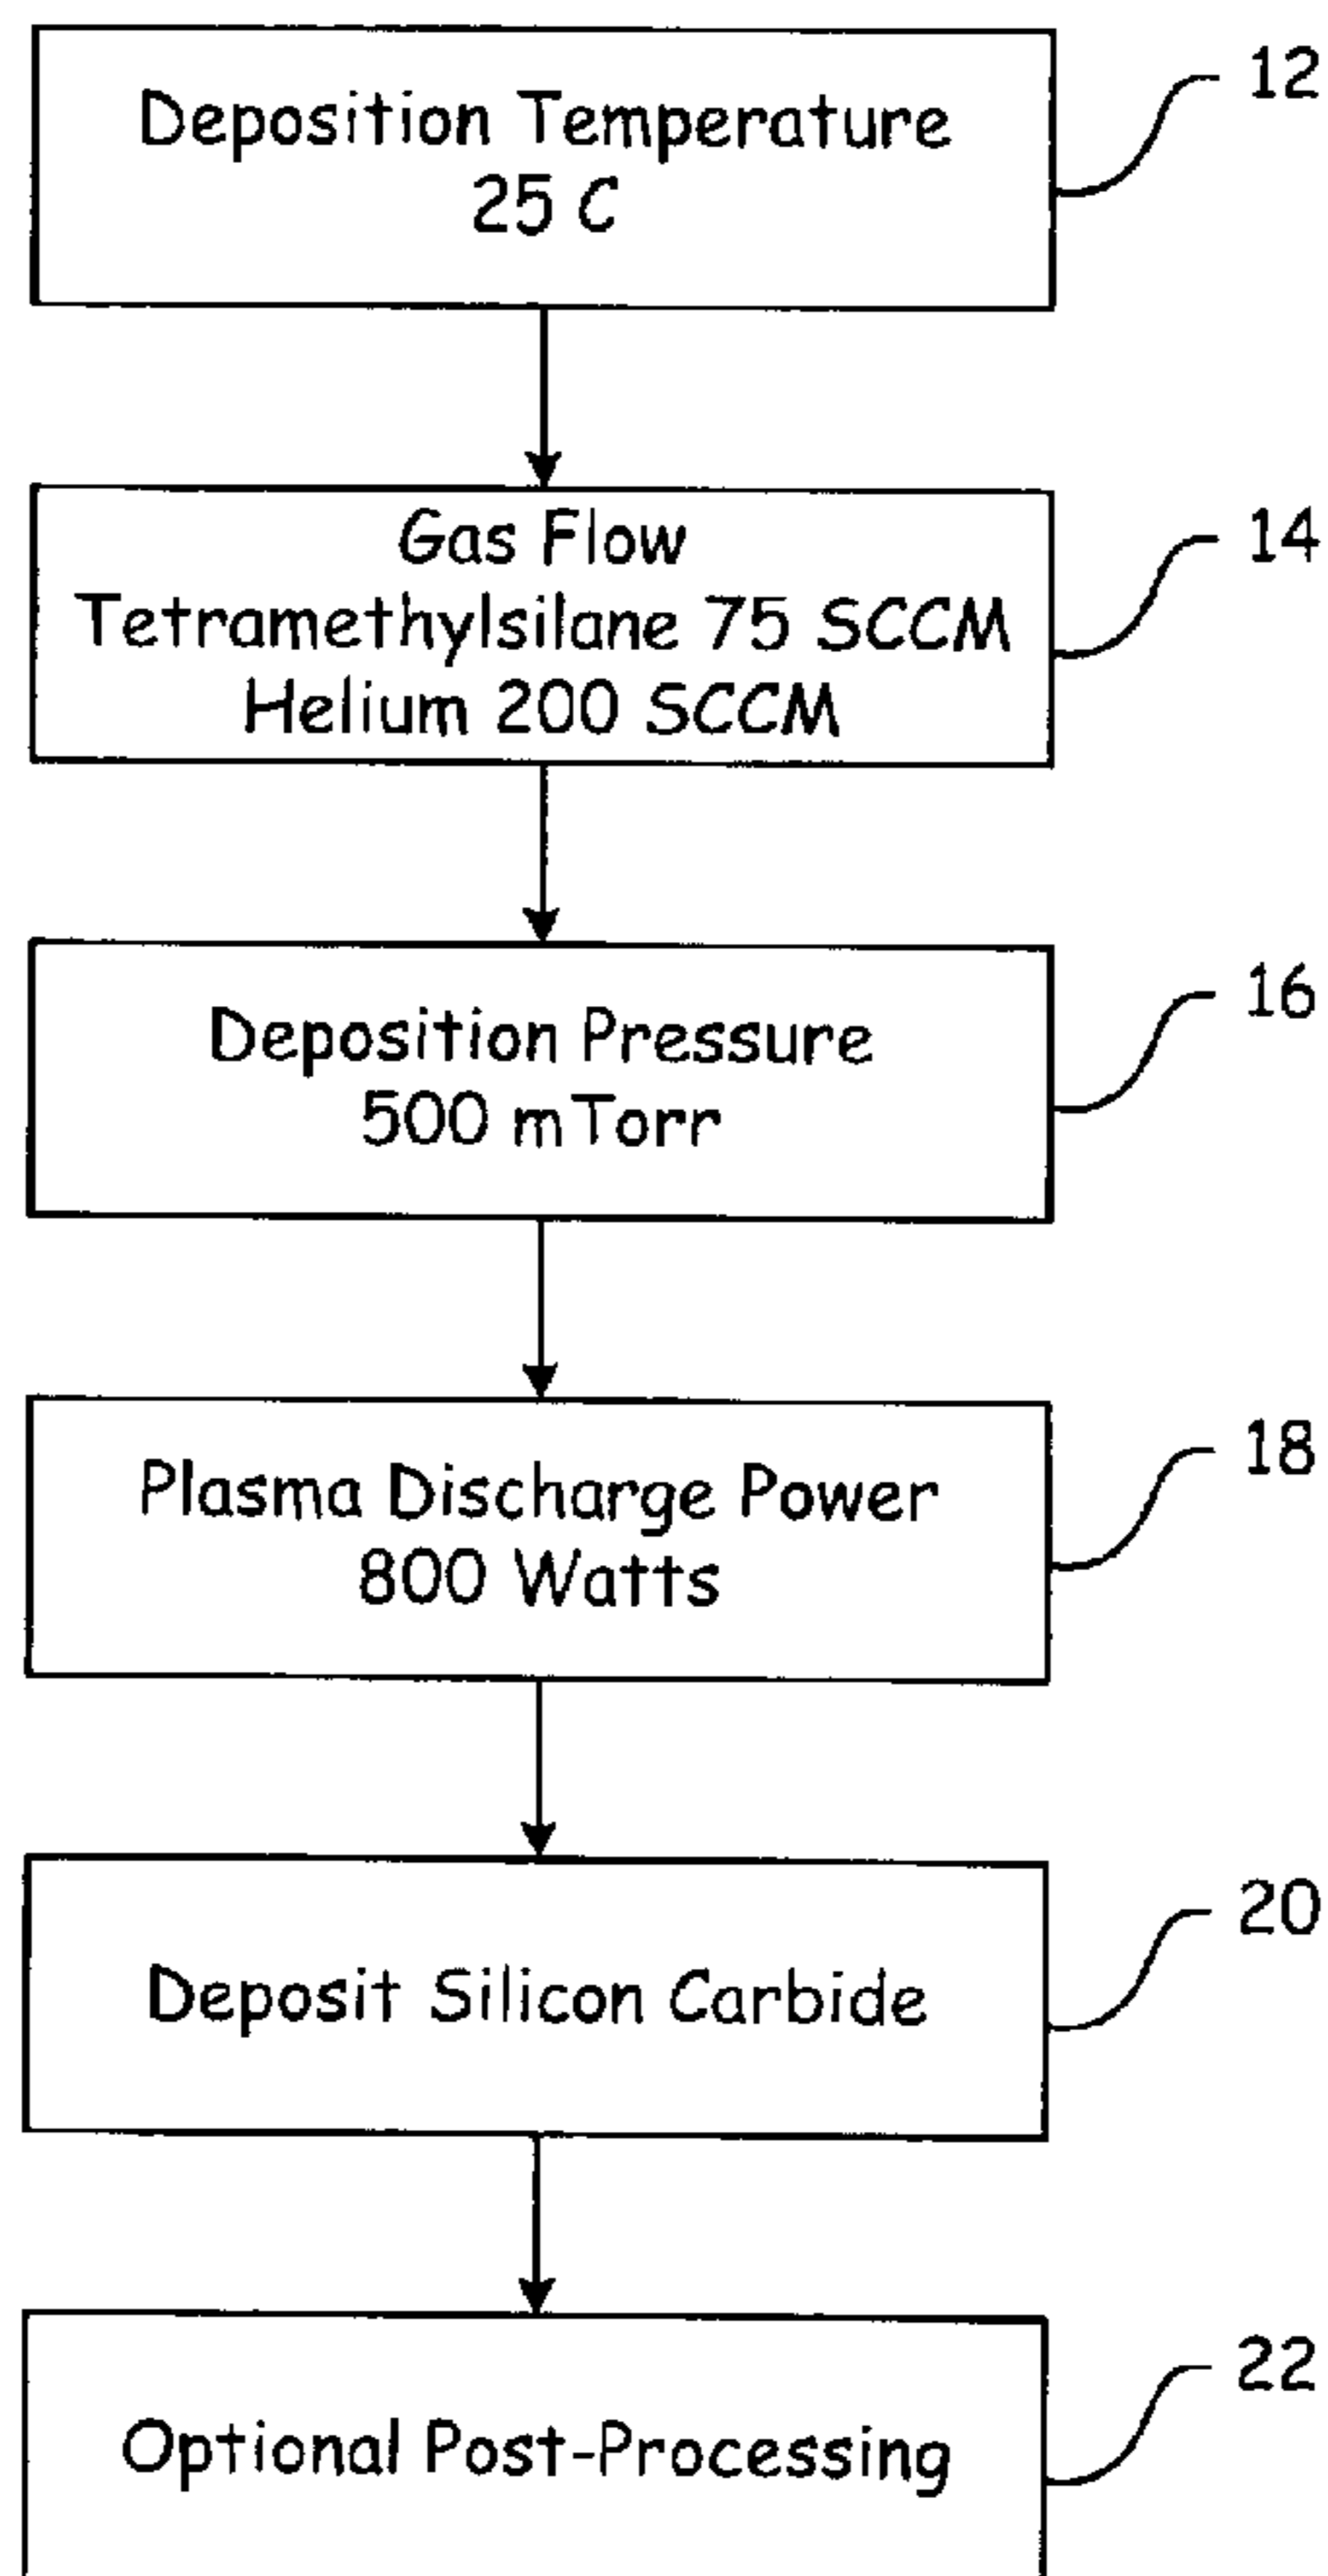 Deposition Temperature
25 C
12
Gas Flow
Tetramethylsilane 75 SCCM
Helium 200 SCCM
14
Deposition Pressure
500 mTorr
16
Plasma Discharge Power
800 Watts
18
Deposit Silicon Carbide
20
Optional Post-Processing
22